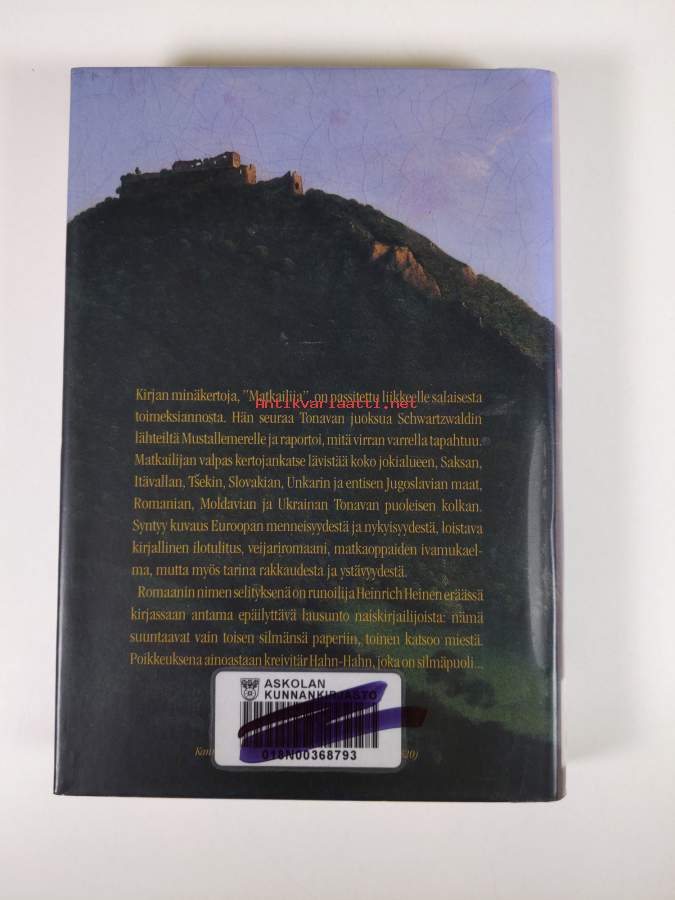 Kirjan minäkertoja, "Matkailija", on passitettu liikkeelle salaisesta
Antikvariaatti.net
toimeksiannosta. Hän seuraa Tonavan juoksua Schwartzwaldin
lähteiltä Mustallemerelle ja raportoi, mitä virran varrella tapahtuu.
Matkailijan valpas kertojankatse lävistää koko jokialueen, Saksan,
Itävallan, Tšekin, Slovakian, Unkarin ja entisen Jugoslavian maat,
Romanian, Moldavian ja Ukrainan Tonavan puoleisen kolkan.
Syntyy kuvaus Euroopan menneisyydestä ja nykyisyydestä, loistava
kirjallinen ilotulitus, veijariromaani, matkaoppaiden ivamukael-
ma, mutta myös tarina rakkaudesta ja ystävyydestä.
Romaanin nimen selityksenä on runoilija Heinrich Heinen eräässä
kirjassaan antama epäilyttävä lausunto naiskirjailijoista: nämä
suuntaavat vain toisen silmänsä paperiin, toinen katsoo miestä.
Poikkeuksena ainoastaan kreivitär Hahn-Hahn, joka on silmäpuoli...
ASKOLAN
KUNNANKIRJASTO
018N00368793